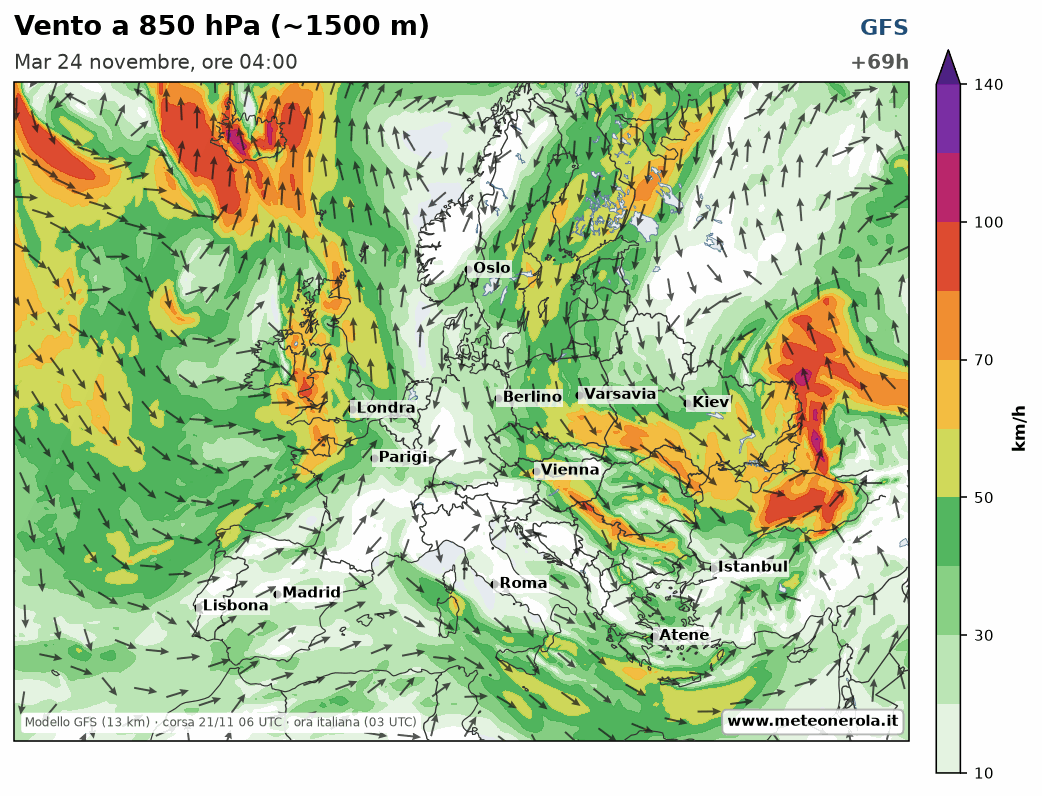 Vento a 850 hPa (~1500 m)
GFS
Mar 24 novembre, ore 04:00
+69h
140
100
70
50
30
10
km/h
Oslo
Berlino
Varsavia
Kiev
Londra
Parigi
Vienna
Istanbul
Roma
Madrid
Lisbona
Atene
Modello GFS (13 km) · corsa 21/11 06 UTC · ora italiana (03 UTC)
www.meteonerola.it